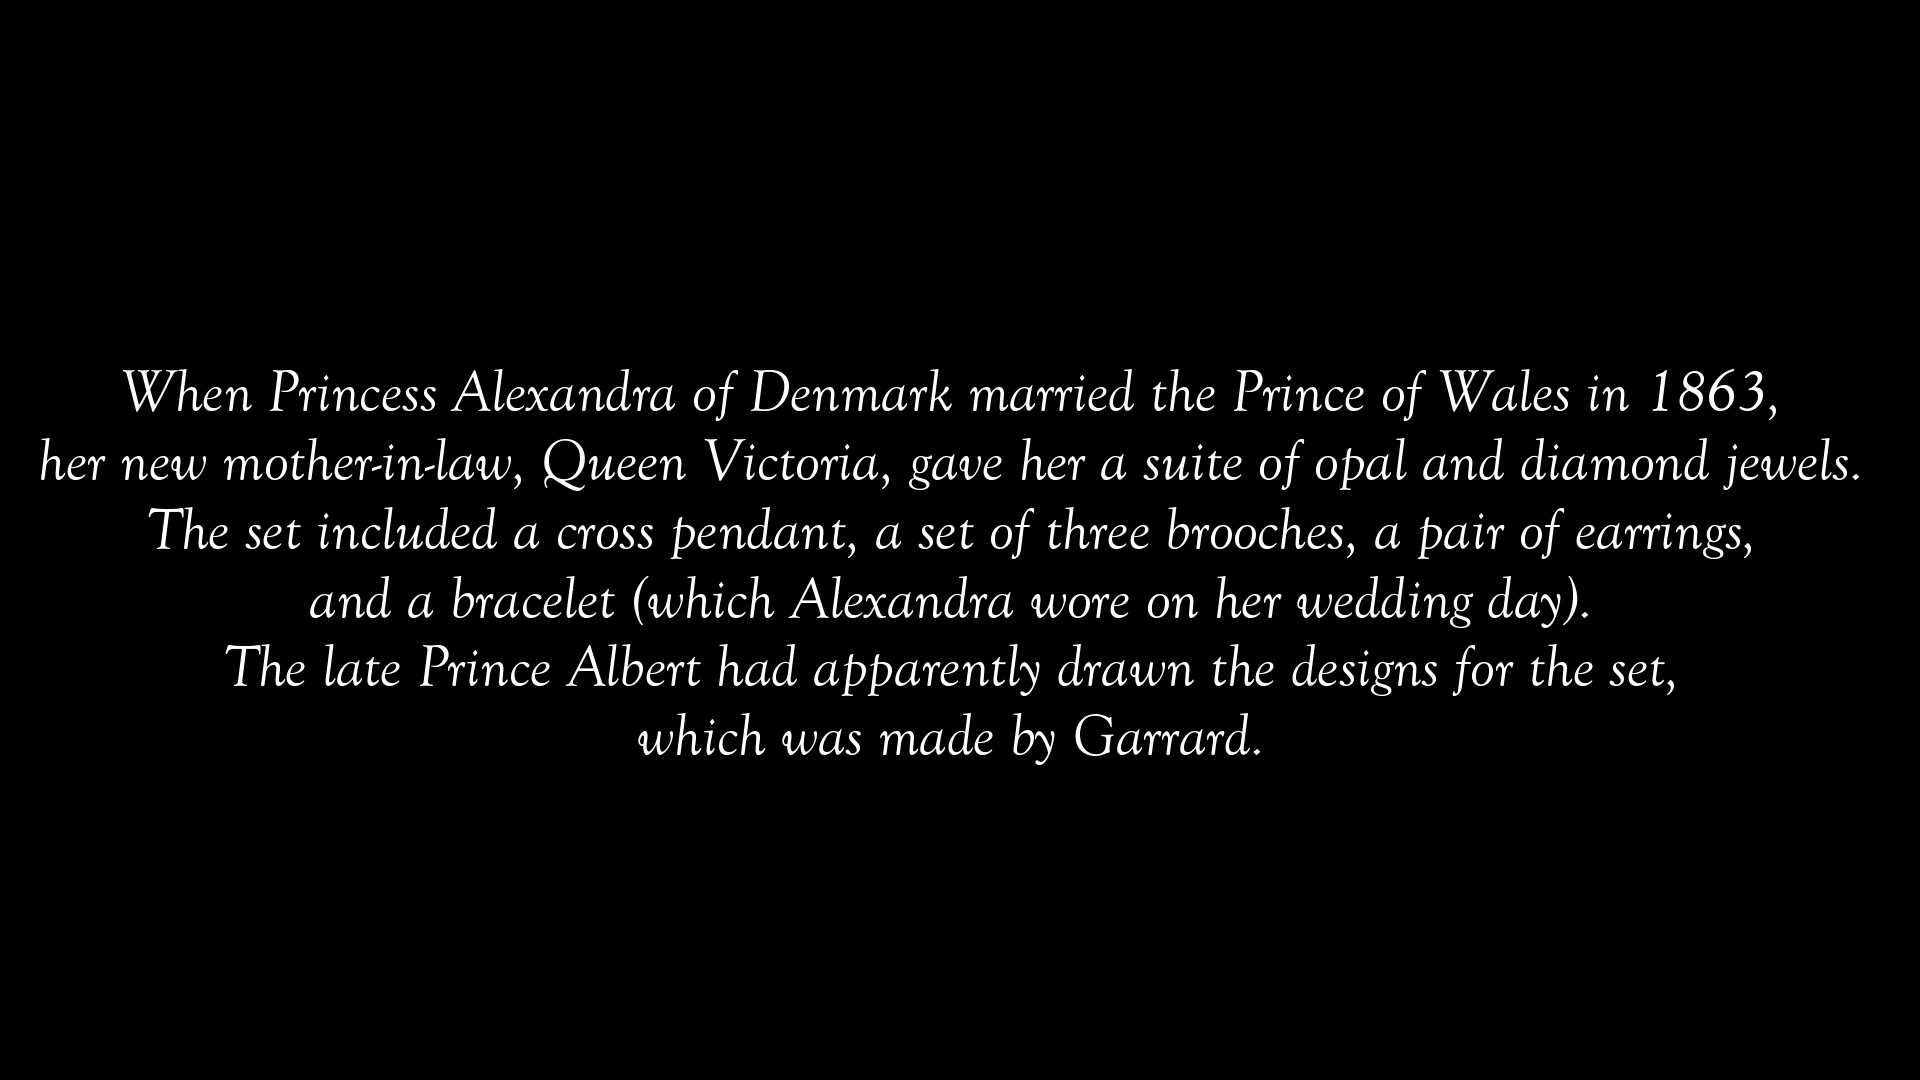 When Princess Alexandra of Denmark married the Prince of Wales in 1863,
her new mother-in-law, Queen Victoria, gave her a suite of opal and diamond jewels.
The set included a cross pendant, a set of three brooches, a pair of earrings,
and a bracelet (which Alexandra wore on her wedding day).
The late Prince Albert had apparently drawn the designs for the set,
which was made by Garrard.